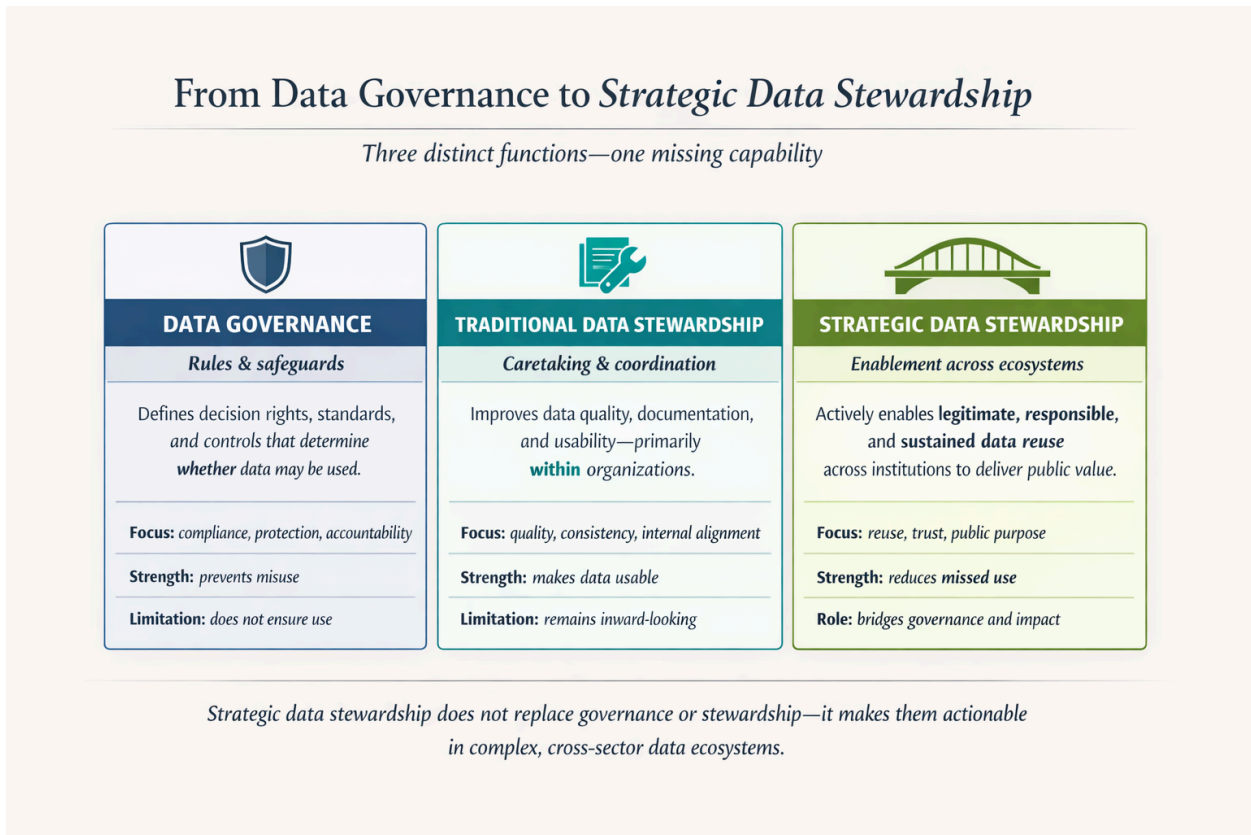 From Data Governance to Strategic Data Stewardship
Three distinct functions—one missing capability
DATA GOVERNANCE
Rules & safeguards
Defines decision rights, standards,
and controls that determine
whether data may be used.
Focus: compliance, protection, accountability
Strength: prevents misuse
Limitation: does not ensure use
TRADITIONAL DATA STEWARDSHIP
Caretaking & coordination
Improves data quality, documentation,
and usability—primarily
within organizations.
Focus: quality, consistency, internal alignment
Strength: makes data usable
Limitation: remains inward-looking
STRATEGIC DATA STEWARDSHIP
Enablement across ecosystems
Actively enables legitimate, responsible,
and sustained data reuse
across institutions to deliver public value.
Focus: reuse, trust, public purpose
Strength: reduces missed use
Role: bridges governance and impact
Strategic data stewardship does not replace governance or stewardship—it makes them actionable
in complex, cross-sector data ecosystems.